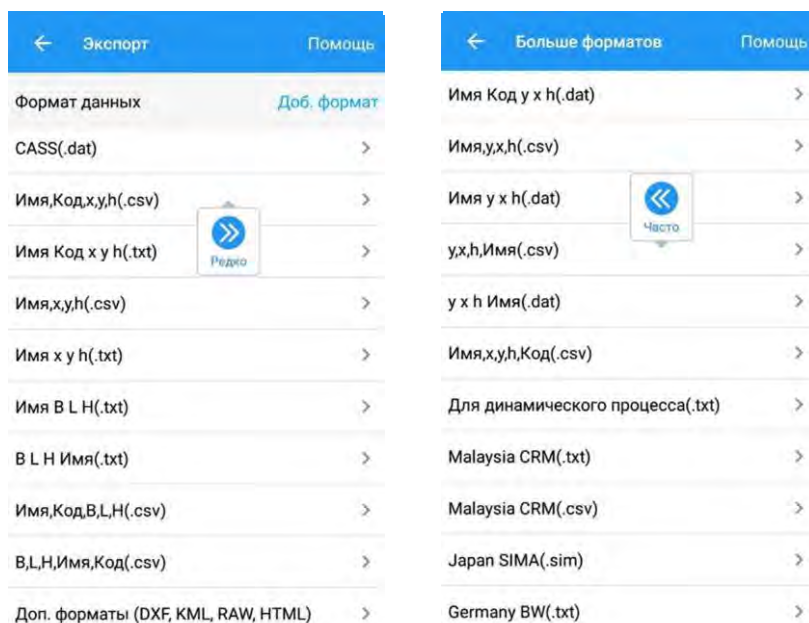 Экспорт Помощь
Формат данных Доб. формат
CASS(.dat)
Имя,Код,x,y,h(.csv)
Имя Код x y h(.txt)
Редко
Имя,x,y,h(.csv)
Имя x y h(.txt)
Имя B L H(.txt)
B L H Имя(.txt)
Имя,Код,B,L,H(.csv)
B,L,H,Имя,Код(.csv)
Доп. форматы (DXF, KML, RAW, HTML)
Больше форматов Помощь
Имя Код y x h(.dat)
Имя,y,x,h(.csv)
Имя y x h(.dat)
Часто
y,x,h,Имя(.csv)
y x h Имя(.dat)
Имя,x,y,h,Код(.csv)
Для динамического процесса(.txt)
Malaysia CRM(.txt)
Malaysia CRM(.csv)
Japan SIMA(.sim)
Germany BW(.txt)